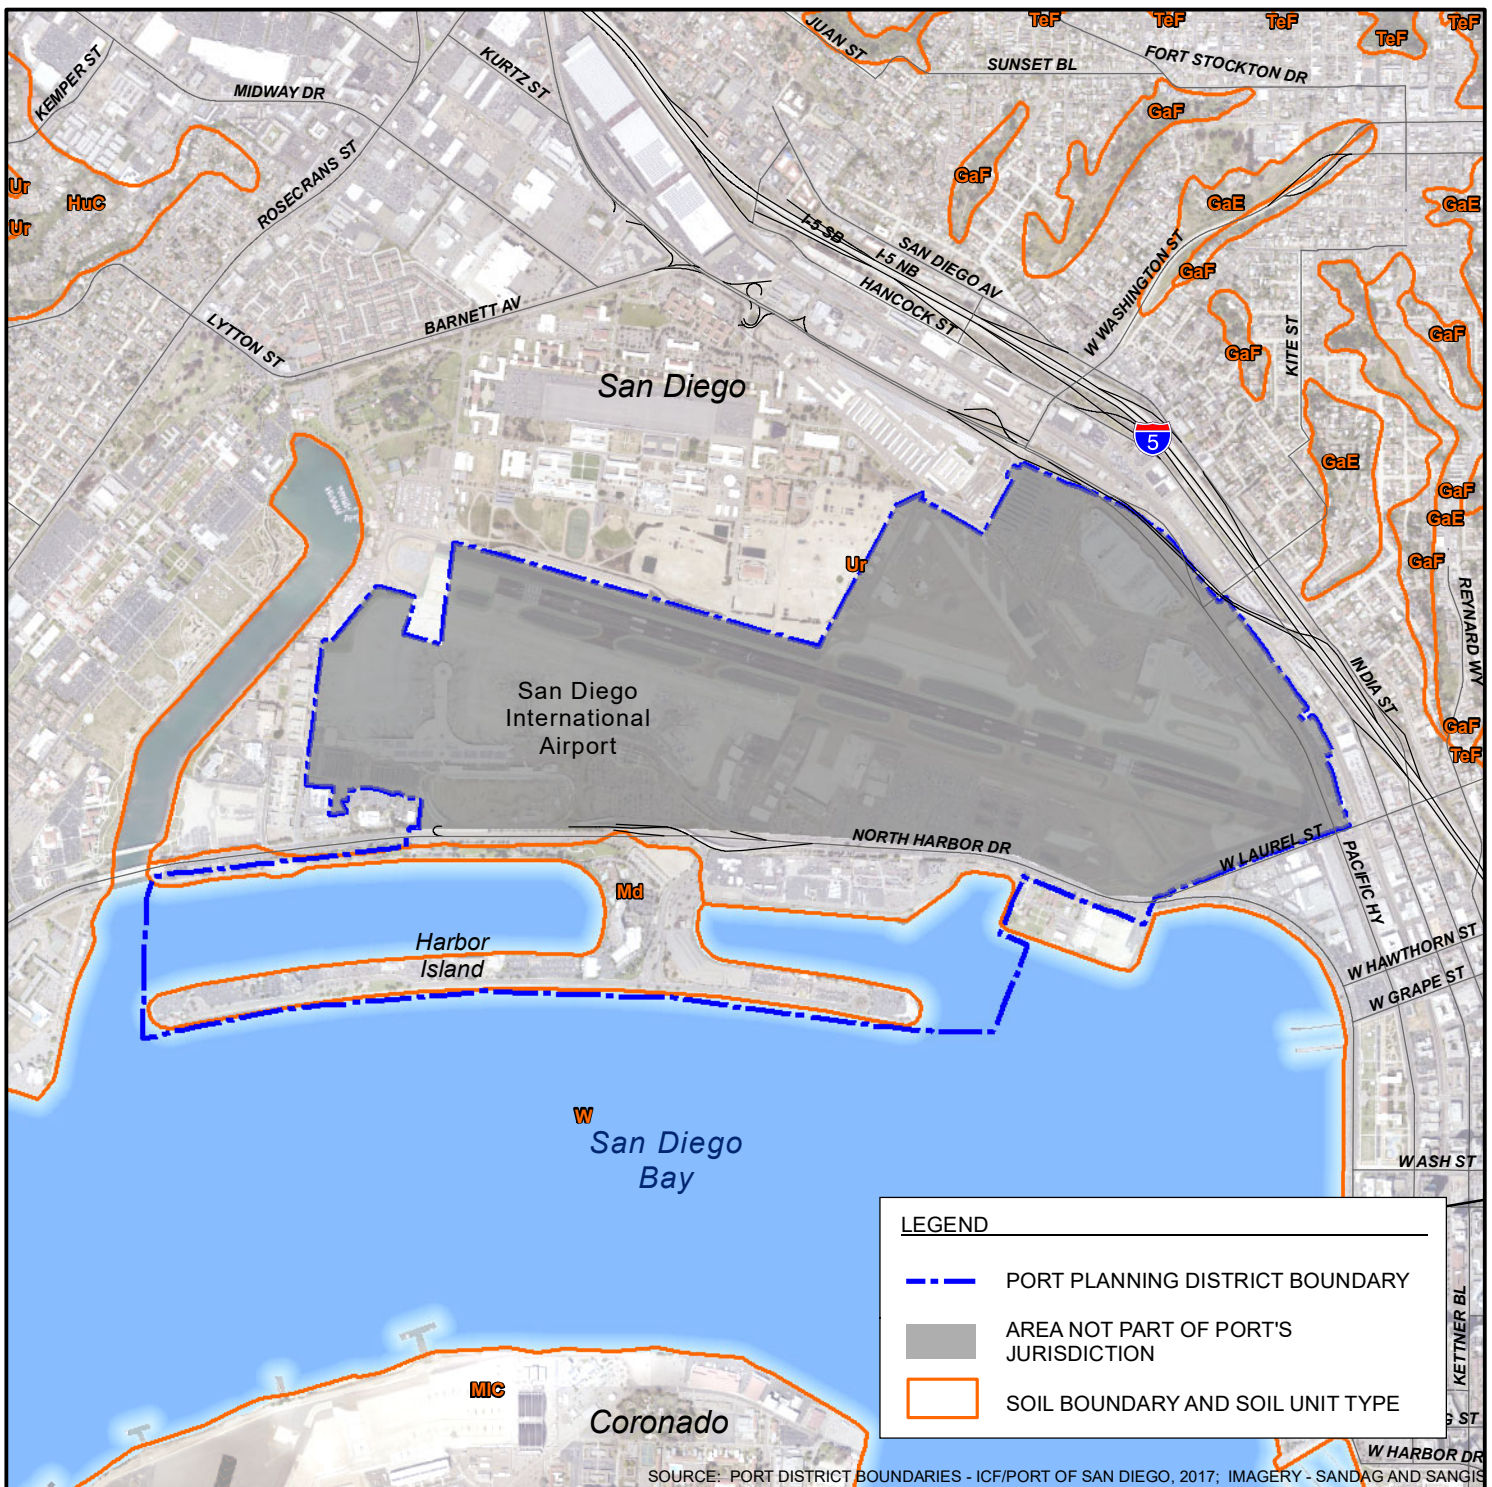 TeF
TeF
TeF
TeF
TeF
JUAN ST
SUNSET BL
FORT STOCKTON DR
KEMPER ST
MIDWAY DR
KURTZ ST
ROSECRANS ST
GaF
GaF
GaE
GaE
Ur
HuC
Ur
I-5 SB
I-5 NB
SAN DIEGO AV
HANCOCK ST
W WASHINGTON ST
GaF
KITE ST
GaF
GaF
LYTTON ST
BARNETT AV
San Diego
5
GaE
GaF
GaE
GaF
Ur
REYNARD WY
San Diego
International
Airport
INDIA ST
GaF
TeF
NORTH HARBOR DR
W LAUREL ST
PACIFIC HY
Md
Harbor
Island
W HAWTHORN ST
W GRAPE ST
W
San Diego
Bay
W ASH ST
LEGEND
PORT PLANNING DISTRICT BOUNDARY
AREA NOT PART OF PORT'S
JURISDICTION
SOIL BOUNDARY AND SOIL UNIT TYPE
KETTNER BL
MIC
Coronado
G ST
W HARBOR DR
SOURCE: PORT DISTRICT BOUNDARIES - ICF/PORT OF SAN DIEGO, 2017; IMAGERY - SANDAG AND SANGIS